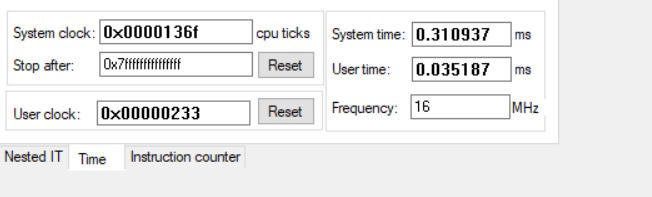 System clock: 0x0000136f cpu ticks
Stop after: 0x7fffffffffffffff Reset
User clock: 0x00000233 Reset
System time: 0.310937 ms
User time: 0.035187 ms
Frequency: 16 MHz
Nested IT Time Instruction counter